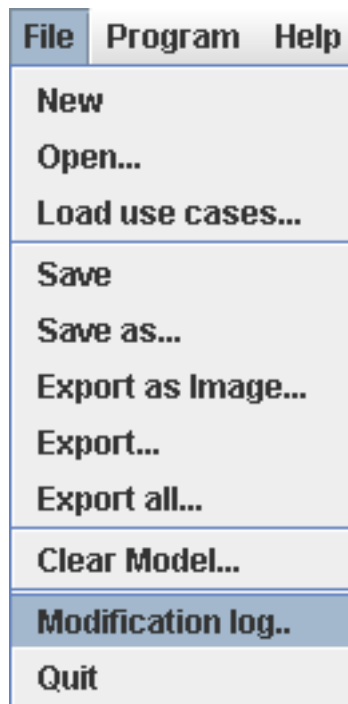 File Program Help
New
Open...
Load use cases...
Save
Save as...
Export as Image...
Export...
Export all...
Clear Model...
Modification log..
Quit